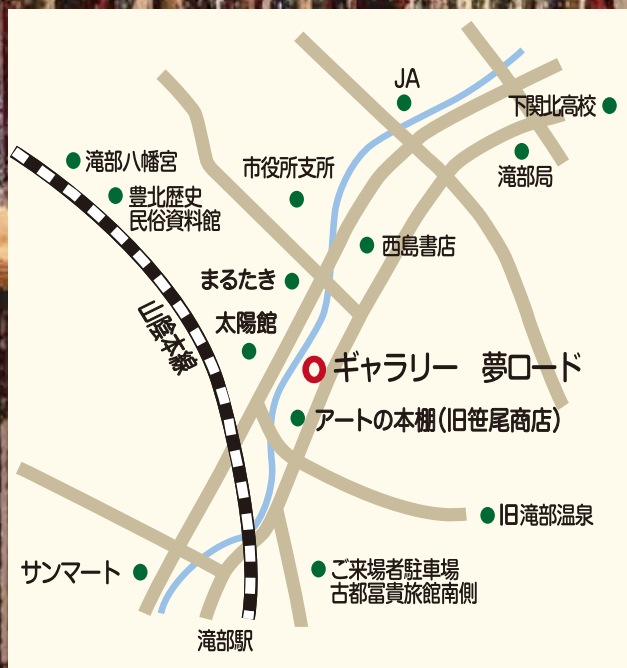 JA
下関北高校
滝部八幡宮
市役所支所
滝部局
豊北歴史
民俗資料館
西島書店
まるたき
太陽館
山陰本線
ギャラリー　夢ロード
アートの本棚（旧笹尾商店）
旧滝部温泉
サンマート
ご来場者駐車場
古都冨貴旅館南側
滝部駅